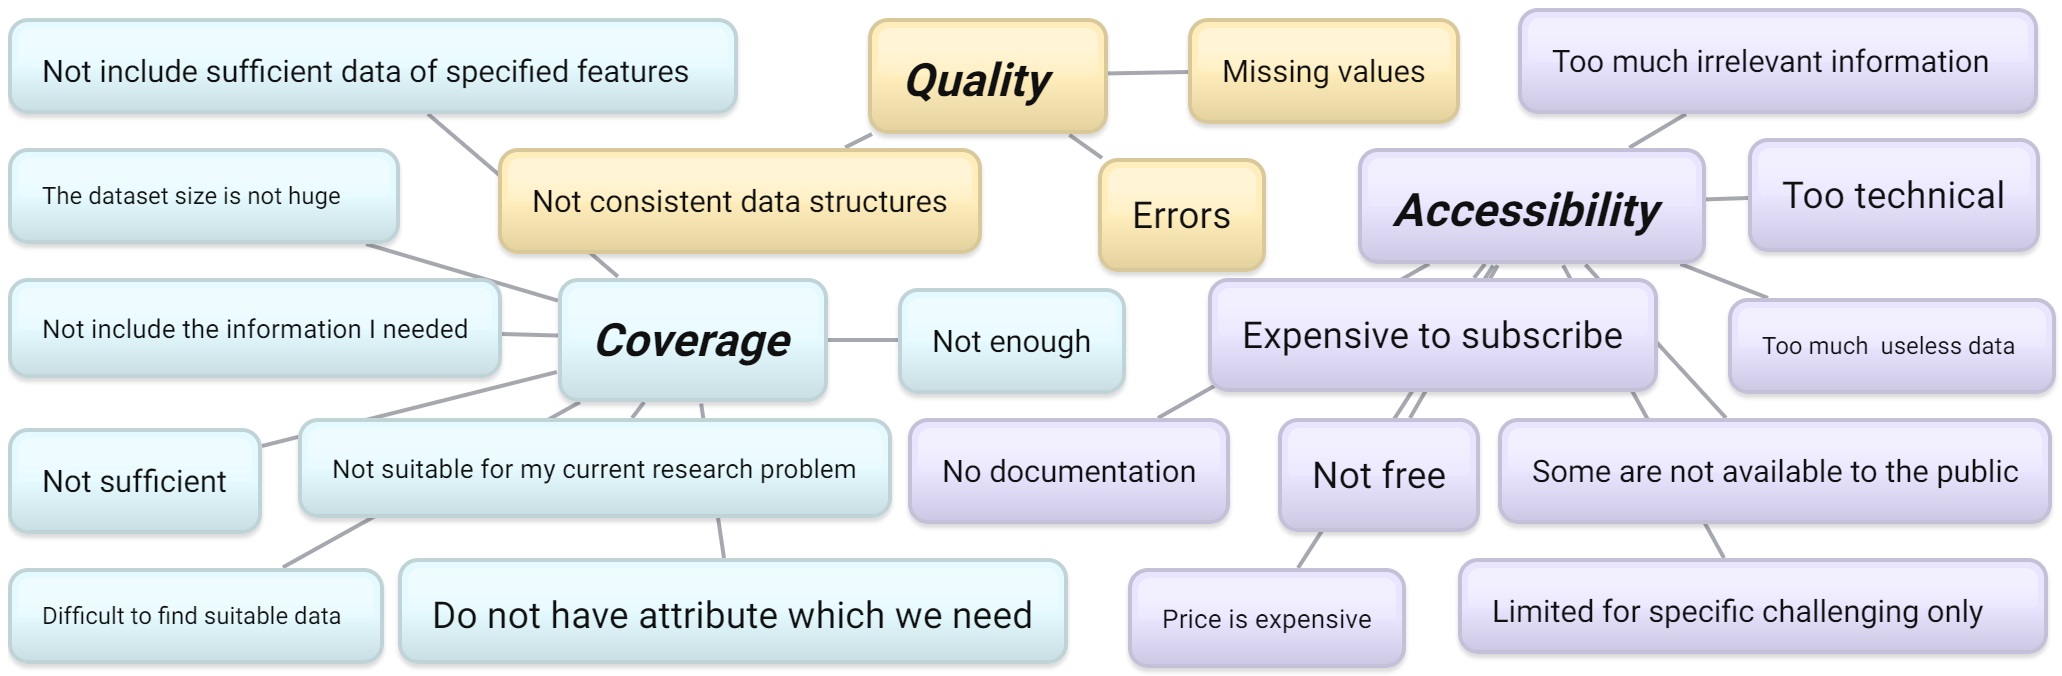 Not include sufficient data of specified features
Quality
Missing values
Too much irrelevant information
The dataset size is not huge
Not consistent data structures
Errors
Accessibility
Too technical
Not include the information I needed
Coverage
Not enough
Expensive to subscribe
Too much  useless data
Not sufficient
Not suitable for my current research problem
No documentation
Not free
Some are not available to the public
Difficult to find suitable data
Do not have attribute which we need
Price is expensive
Limited for specific challenging only